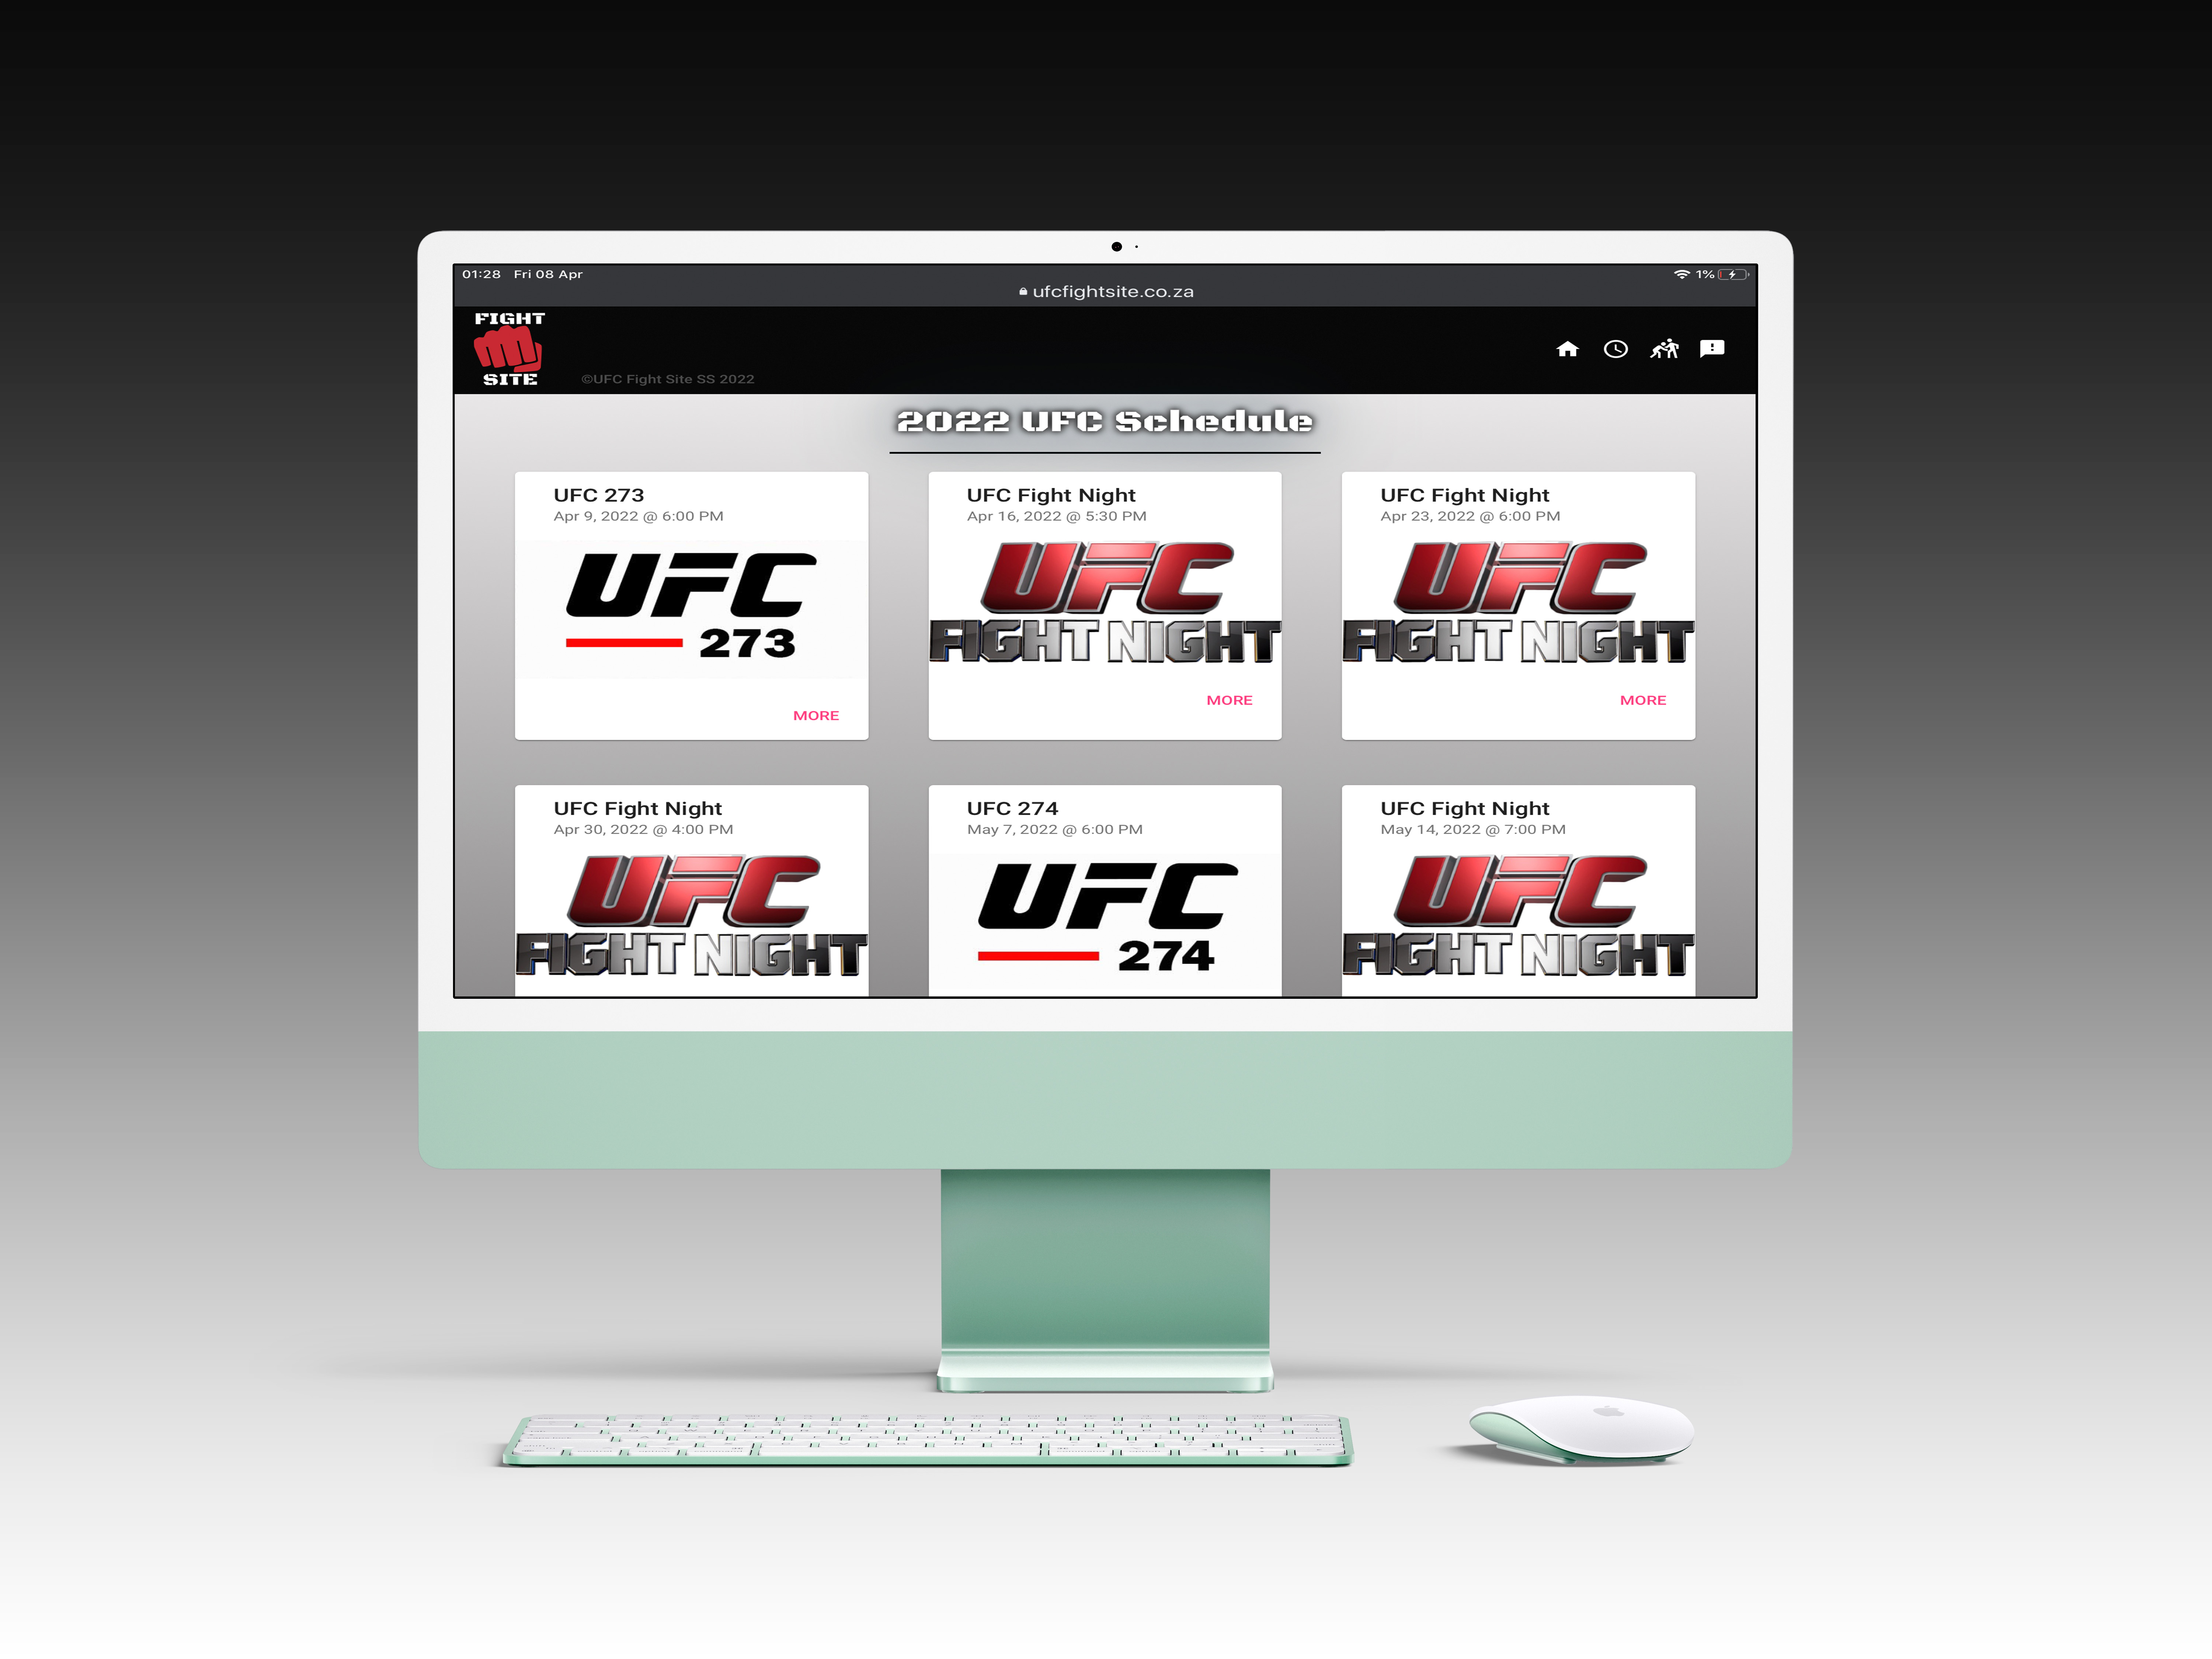 01:28 Fri 08 Apr
1%
ufcfightsite.co.za
FIGHT
SITE
©UFC Fight Site SS 2022
2022 UFC Schedule
UFC 273
Apr 9, 2022 @ 6:00 PM
UFC
273
MORE
UFC Fight Night
Apr 16, 2022 @ 5:30 PM
UFC
FIGHT NIGHT
MORE
UFC Fight Night
Apr 23, 2022 @ 6:00 PM
UFC
FIGHT NIGHT
MORE
UFC Fight Night
Apr 30, 2022 @ 4:00 PM
UFC
FIGHT NIGHT
UFC 274
May 7, 2022 @ 6:00 PM
UFC
274
UFC Fight Night
May 14, 2022 @ 7:00 PM
UFC
FIGHT NIGHT